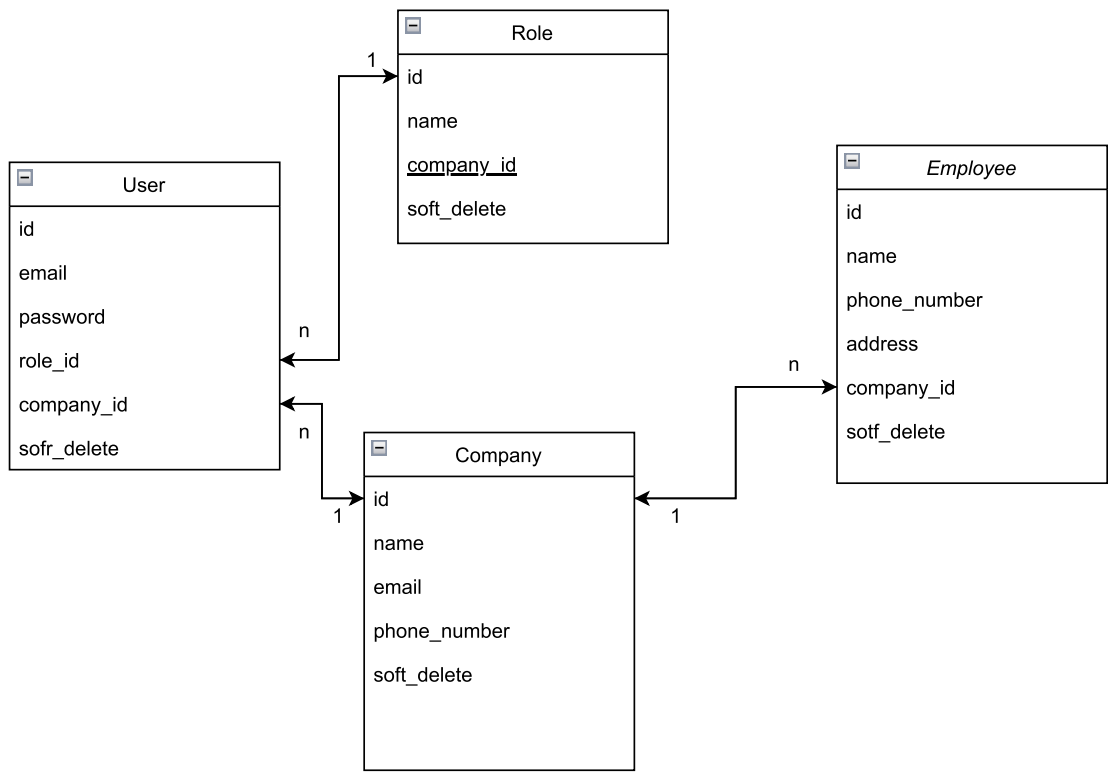 Role
id
name
company_id
soft_delete
1
User
id
email
password
role_id
company_id
sofr_delete
n
n
1
Company
id
name
email
phone_number
soft_delete
1
n
Employee
id
name
phone_number
address
company_id
sotf_delete